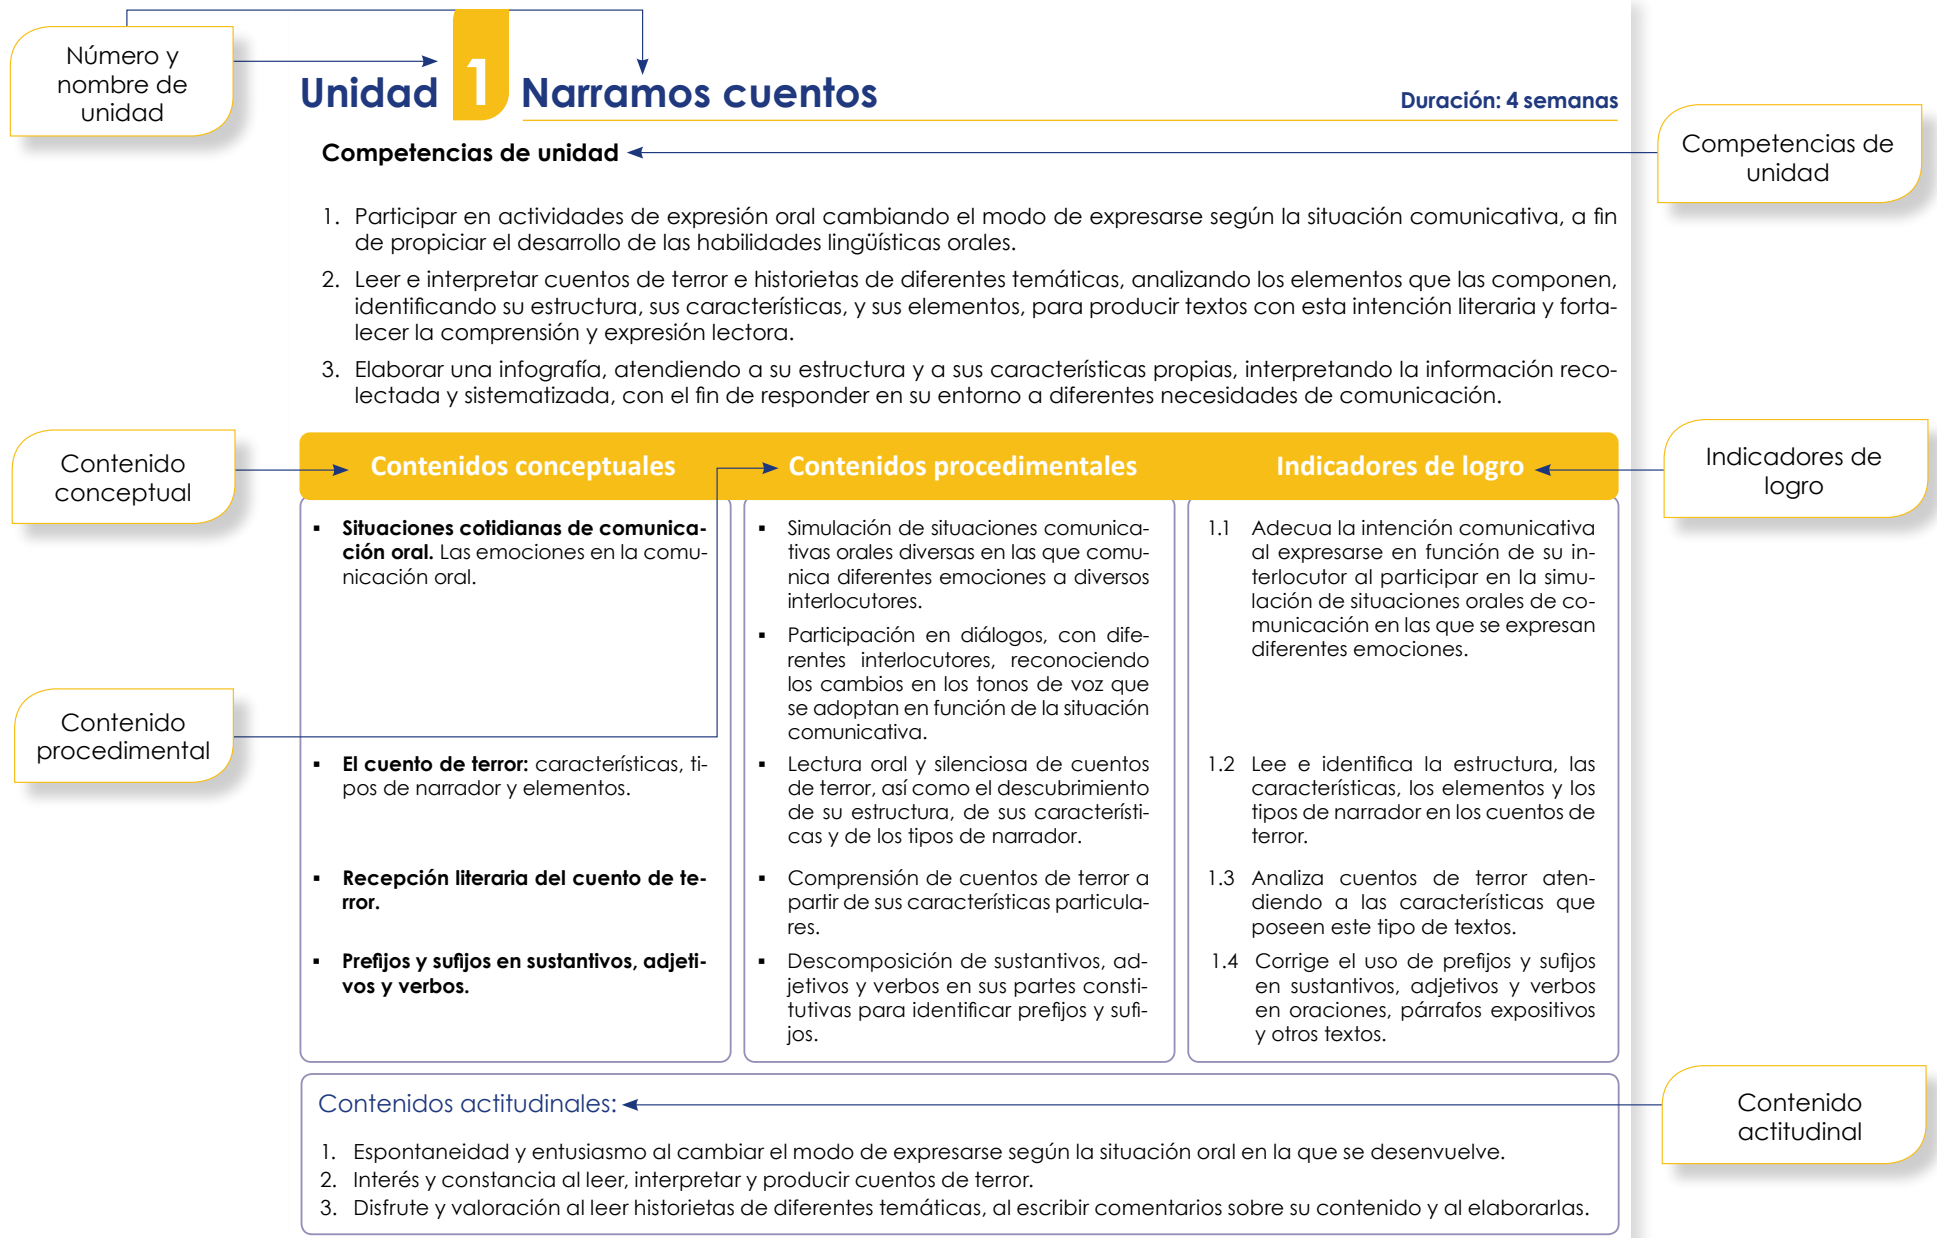 Número y
nombre de
unidad
Unidad 1 Narramos cuentos
Duración: 4 semanas
Competencias de unidad
Competencias de
unidad
1. Participar en actividades de expresión oral cambiando el modo de expresarse según la situación comunicativa, a fin
de propiciar el desarrollo de las habilidades lingüísticas orales.
2. Leer e interpretar cuentos de terror e historietas de diferentes temáticas, analizando los elementos que las componen,
identificando su estructura, sus características, y sus elementos, para producir textos con esta intención literaria y forta-
lecer la comprensión y expresión lectora.
3. Elaborar una infografía, atendiendo a su estructura y a sus características propias, interpretando la información reco-
lectada y sistematizada, con el fin de responder en su entorno a diferentes necesidades de comunicación.
Contenido
conceptual
Contenido
procedimental
Contenidos conceptuales
▪ Situaciones cotidianas de comunica-
ción oral. Las emociones en la comu-
nicación oral.
▪ El cuento de terror: características, ti-
pos de narrador y elementos.
▪ Recepción literaria del cuento de te-
rror.
▪ Prefijos y sufijos en sustantivos, adjeti-
vos y verbos.
Contenidos procedimentales
▪ Simulación de situaciones comunica-
tivas orales diversas en las que comu-
nica diferentes emociones a diversos
interlocutores.
▪ Participación en diálogos, con dife-
rentes interlocutores, reconociendo
los cambios en los tonos de voz que
se adoptan en función de la situación
comunicativa.
▪ Lectura oral y silenciosa de cuentos
de terror, así como el descubrimiento
de su estructura, de sus característi-
cas y de los tipos de narrador.
▪ Comprensión de cuentos de terror a
partir de sus características particula-
res.
▪ Descomposición de sustantivos, ad-
jetivos y verbos en sus partes consti-
tutivas para identificar prefijos y sufi-
jos.
Indicadores de logro
1.1 Adecua la intención comunicativa
al expresarse en función de su in-
terlocutor al participar en la simu-
lación de situaciones orales de co-
municación en las que se expresan
diferentes emociones.
1.2 Lee e identifica la estructura, las
características, los elementos y los
tipos de narrador en los cuentos de
terror.
1.3 Analiza cuentos de terror aten-
diendo a las características que
poseen este tipo de textos.
1.4 Corrige el uso de prefijos y sufijos
en sustantivos, adjetivos y verbos
en oraciones, párrafos expositivos
y otros textos.
Indicadores de
logro
Contenidos actitudinales:
1. Espontaneidad y entusiasmo al cambiar el modo de expresarse según la situación oral en la que se desenvuelve.
2. Interés y constancia al leer, interpretar y producir cuentos de terror.
3. Disfrute y valoración al leer historietas de diferentes temáticas, al escribir comentarios sobre su contenido y al elaborarlas.
Contenido
actitudinal